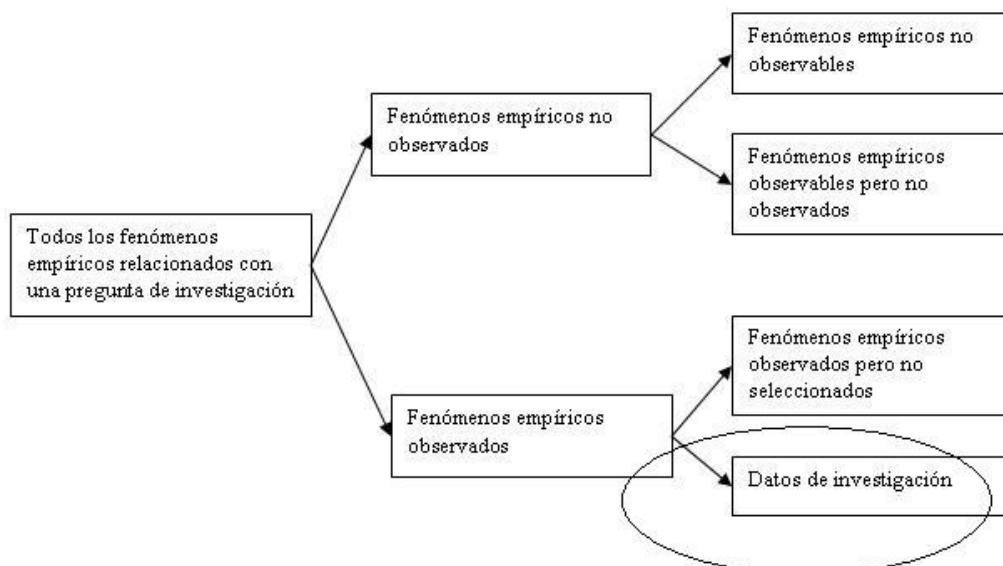 Fenómenos empíricos no
observables
Fenómenos empíricos no
observados
Fenómenos empíricos
observables pero no
observados
Todos los fenómenos
empíricos relacionados con
una pregunta de investigación
Fenómenos empíricos
observados pero no
seleccionados
Fenómenos empíricos
observados
Datos de investigación